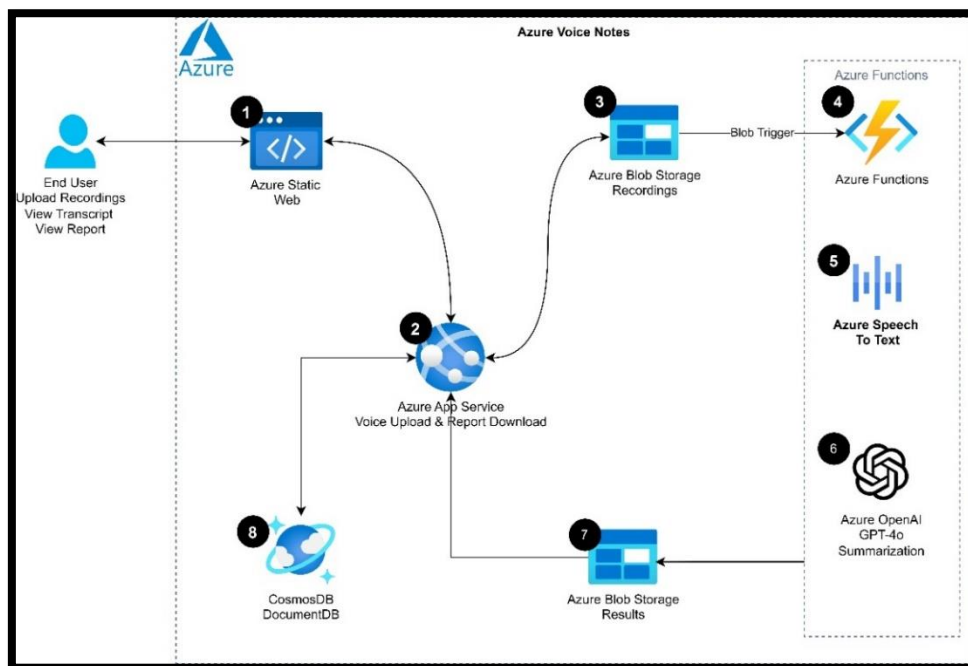 Azure Voice Notes
Azure
Azure Functions
1
3
4
Blob Trigger
Azure Static
Web
Azure Blob Storage
Recordings
Azure Functions
End User
Upload Recordings
View Transcript
View Report
5
Azure Speech
To Text
2
Azure App Service
Voice Upload & Report Download
6
Azure OpenAI
GPT-4o
Summarization
8
CosmosDB
DocumentDB
7
Azure Blob Storage
Results